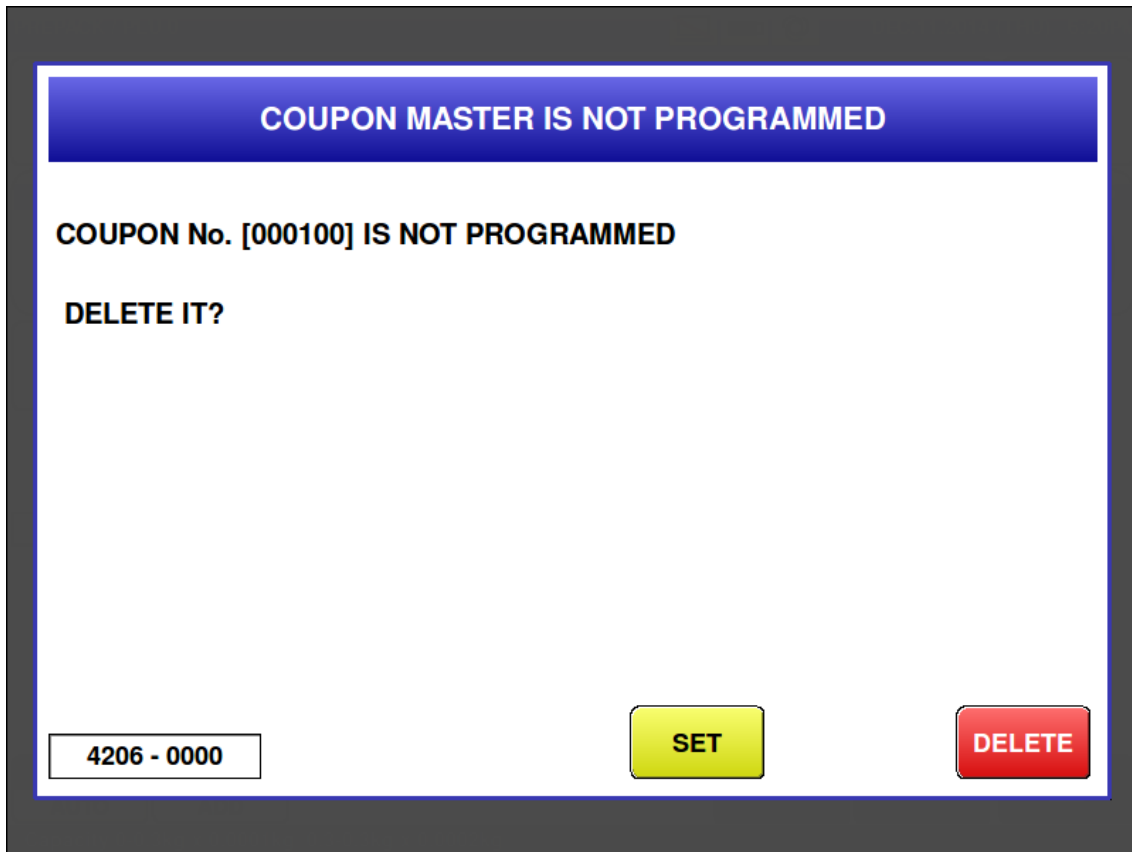 COUPON MASTER IS NOT PROGRAMMED
COUPON No. [000100] IS NOT PROGRAMMED
DELETE IT?
4206 - 0000
SET
DELETE